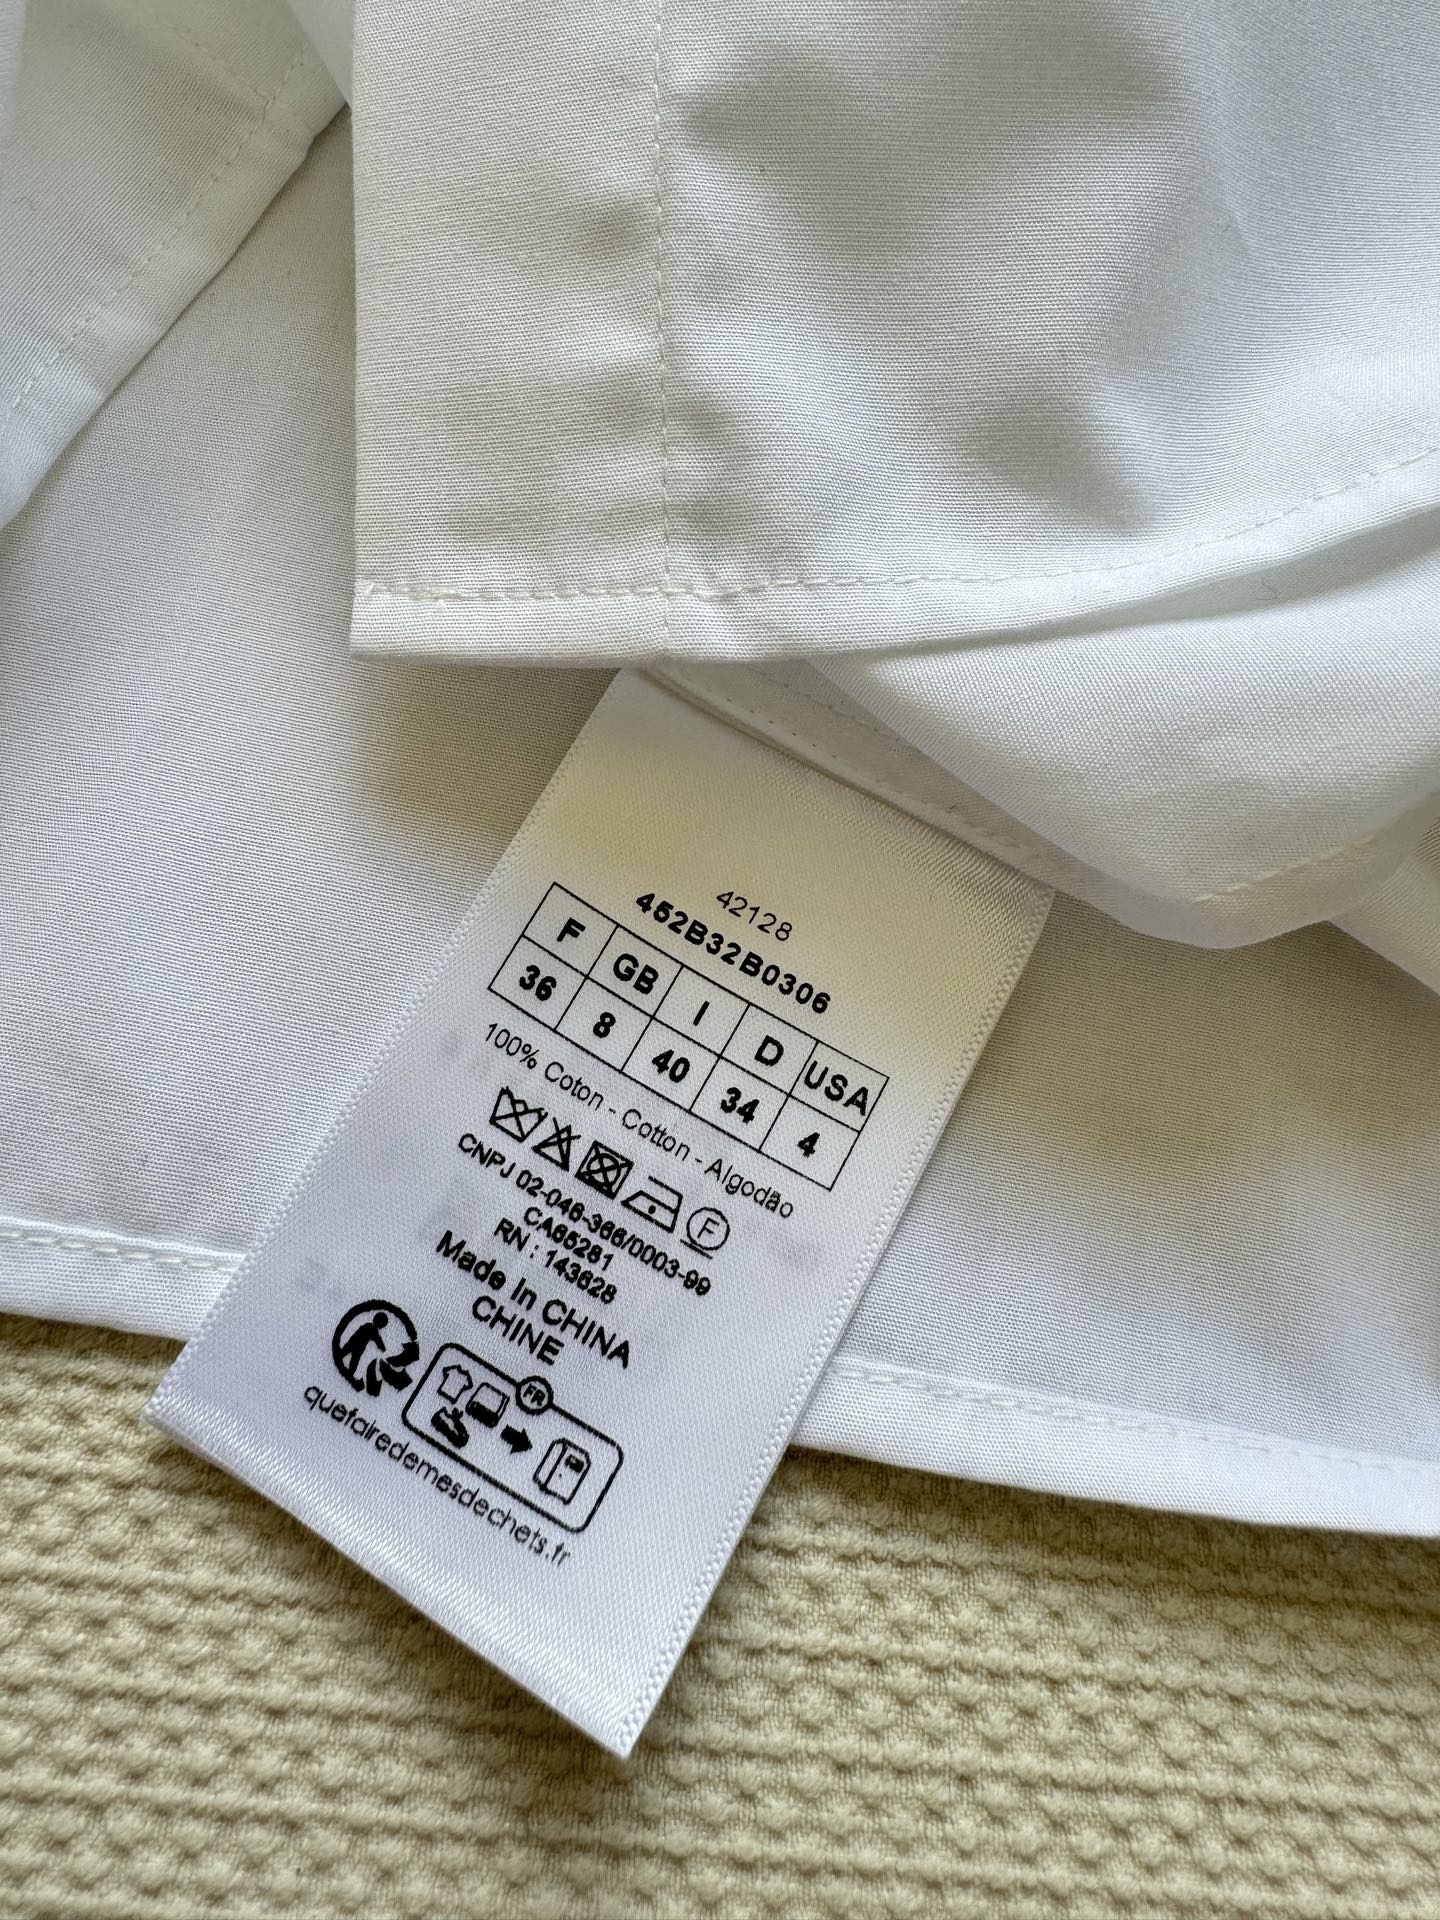 42128
452B32B0306
F GB I D USA
36 8 40 34 4
100% Coton - Cotton - Algodão
F
CNPJ 02-046-366/0003-99
CA65281
RN : 143628
Made In CHINA
CHINE
FR
quefairedemesdechets.fr